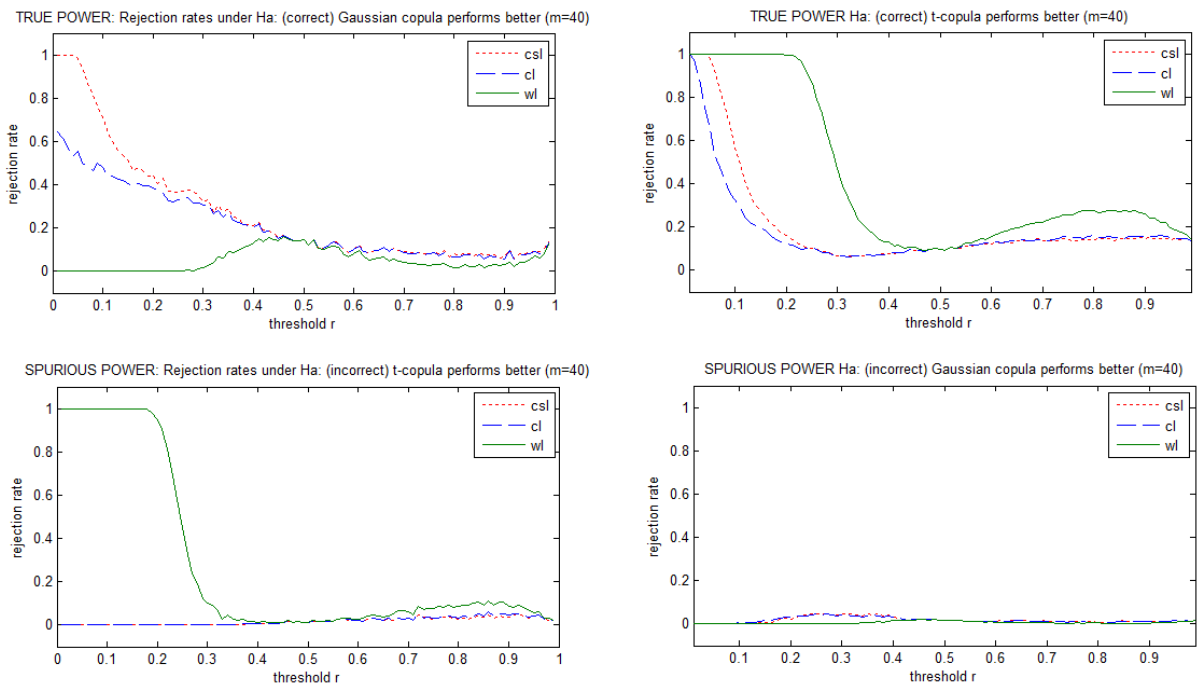 TRUE POWER: Rejection rates under Ha: (correct) Gaussian copula performs better (m=40)
1
0.8
0.6
0.4
0.2
0
rejection rate
csl
cl
wl
0 0.1 0.2 0.3 0.4 0.5 0.6 0.7 0.8 0.9 1
threshold r
TRUE POWER Ha: (correct) t-copula performs better (m=40)
1
0.8
0.6
0.4
0.2
0
rejection rate
csl
cl
wl
0.1 0.2 0.3 0.4 0.5 0.6 0.7 0.8 0.9
threshold r
SPURIOUS POWER: Rejection rates under Ha: (incorrect) t-copula performs better (m=40)
1
0.8
0.6
0.4
0.2
0
rejection rate
csl
cl
wl
0 0.1 0.2 0.3 0.4 0.5 0.6 0.7 0.8 0.9 1
threshold r
SPURIOUS POWER Ha: (incorrect) Gaussian copula performs better (m=40)
1
0.8
0.6
0.4
0.2
0
rejection rate
csl
cl
wl
0.1 0.2 0.3 0.4 0.5 0.6 0.7 0.8 0.9
threshold r